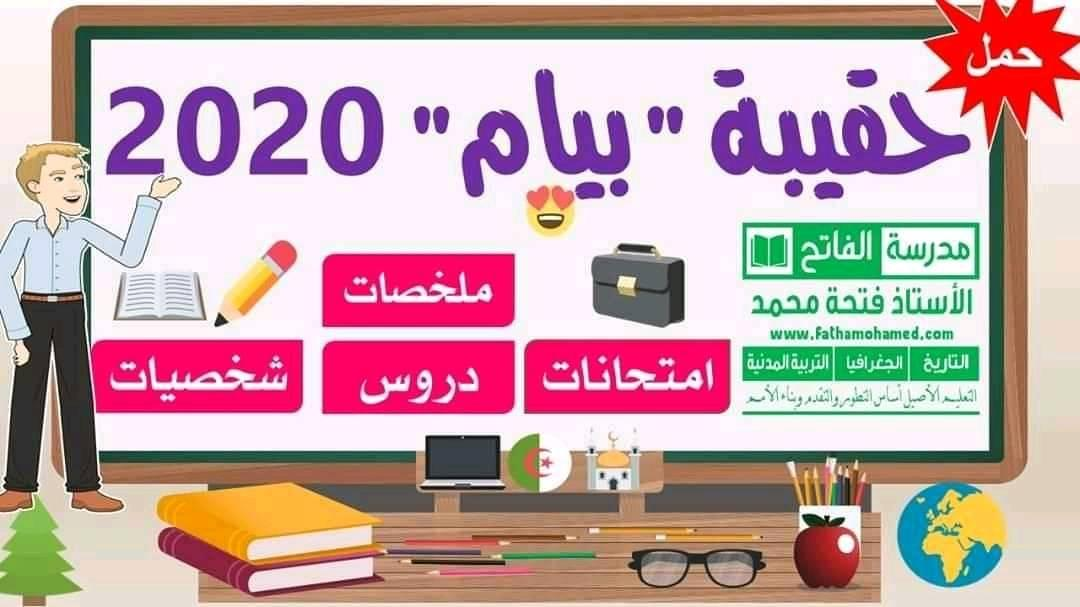 حمل
حقيبة "بيام" 2020
مدرسة الفاتح
الأستاذ فتحة محمد
www.fathamohamed.com
التاريخ الجغرافيا التربية المدنية
التعليم الأصيل أساس التطور والتقدم وبناء الأمم
ملخصات
امتحانات دروس شخصيات